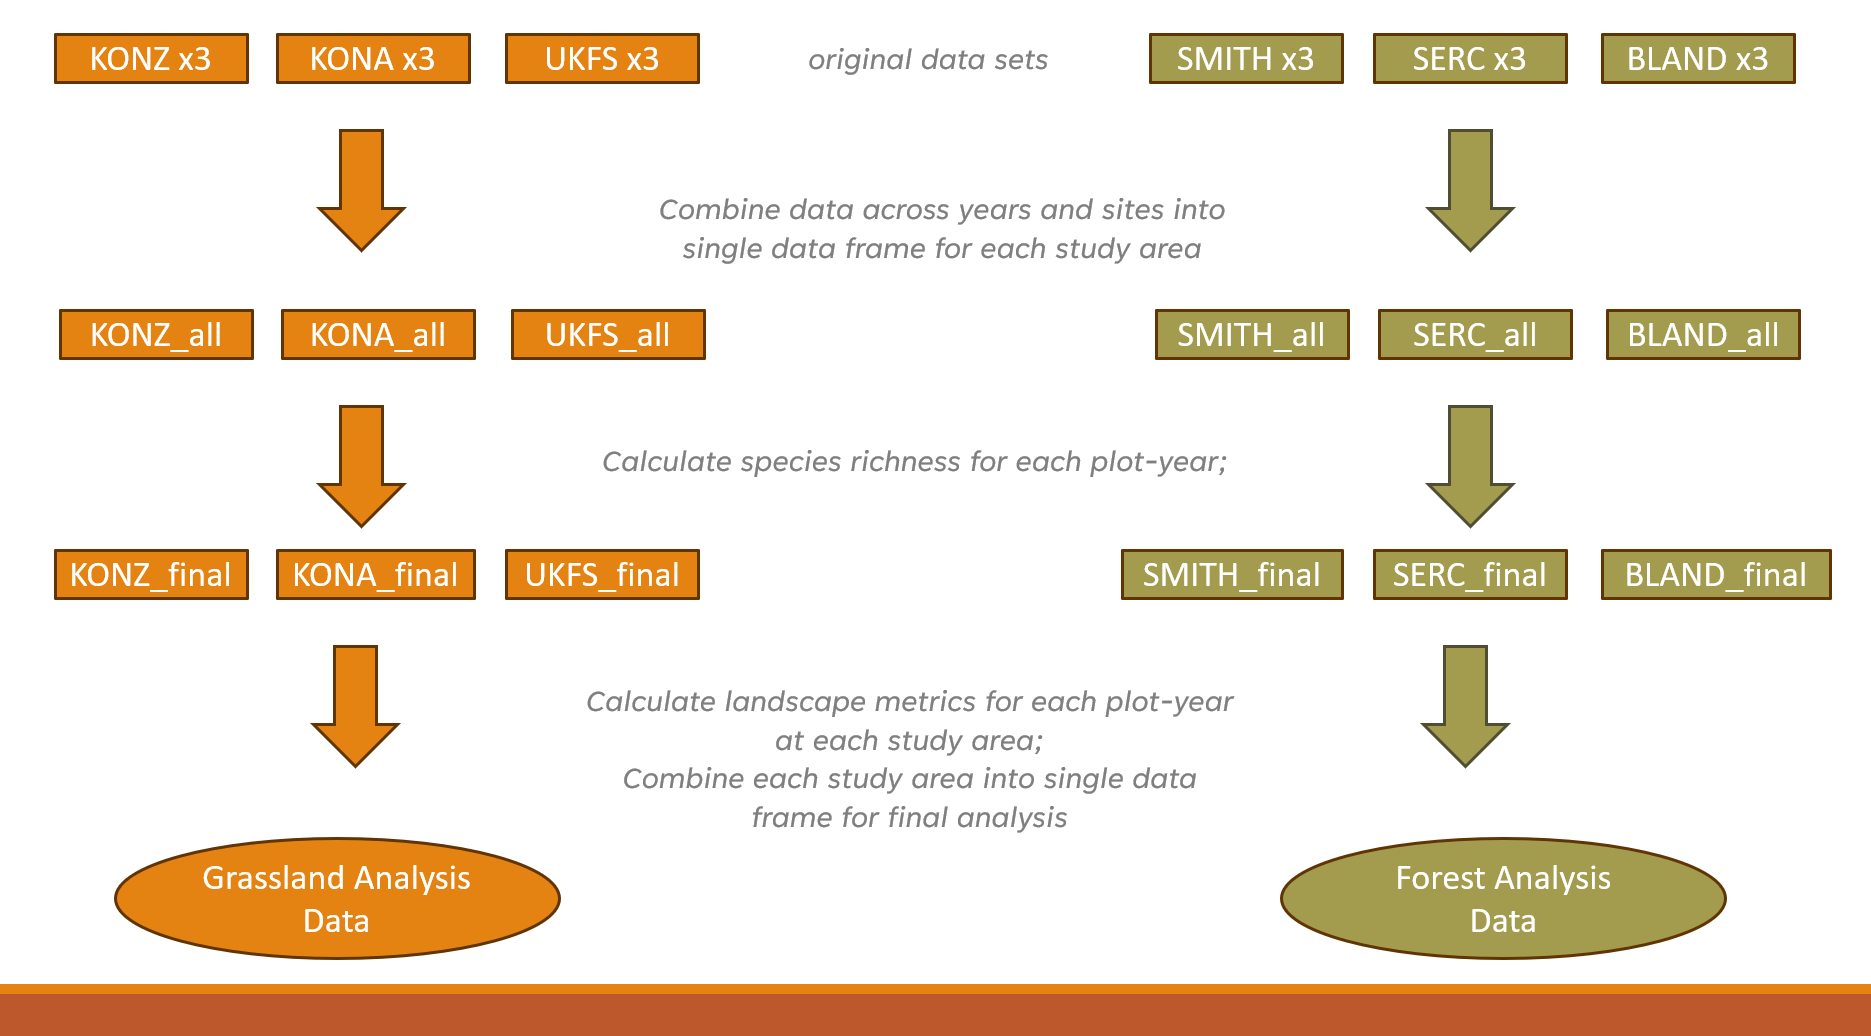 KONZ x3
KONA x3
UKFS x3
original data sets
SMITH x3
SERC x3
BLAND x3
Combine data across years and sites into
single data frame for each study area
KONZ_all
KONA_all
UKFS_all
SMITH_all
SERC_all
BLAND_all
Calculate species richness for each plot-year;
KONZ_final
KONA_final
UKFS_final
SMITH_final
SERC_final
BLAND_final
Calculate landscape metrics for each plot-year
at each study area;
Combine each study area into single data
frame for final analysis
Grassland Analysis
Data
Forest Analysis
Data